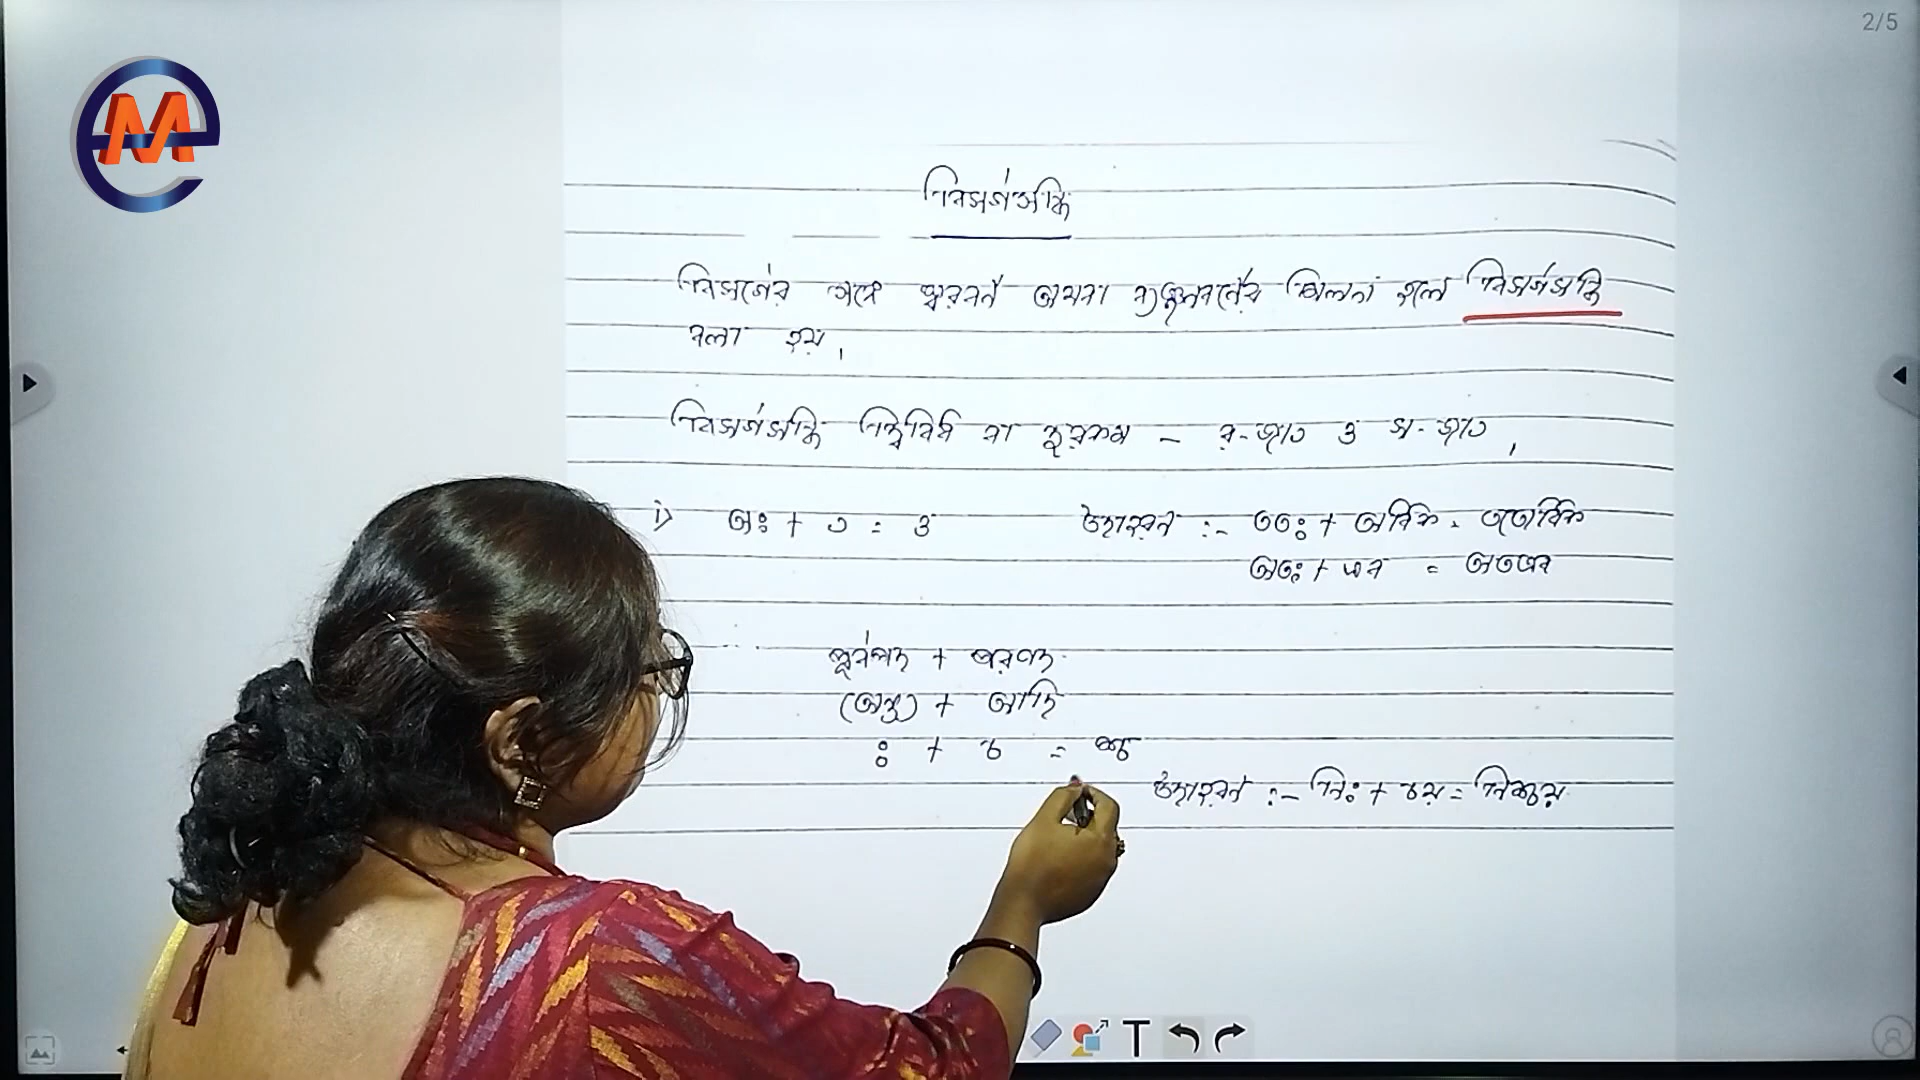 2/5
বিসর্গসন্ধি
বিসর্গের সঙ্গে স্বরবর্ণ অথবা ব্যঞ্জনবর্ণের মিলনে হলে বিসর্গসন্ধি
বলা হয়।
বিসর্গসন্ধি দ্বিবিধ বা দুরকম – র-জাত ও স-জাত।
i> অঃ + অ = ও উদাহরণ :- ততঃ + অধিক = ততোধিক
অতঃ + এব = অতএব
পূর্বপদ + পরপদ
(অন্ত) + আদি
ঃ + চ = শ্চ
উদাহরণ :- নিঃ + চয় = নিশ্চয়
T